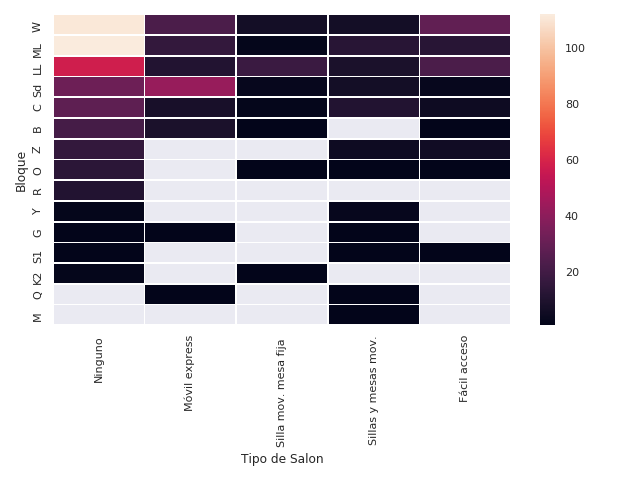 Bloque
W
ML
LL
Sd
C
B
Z
O
R
Y
G
S1
K2
Q
M
Ninguno
Móvil express
Silla mov. mesa fija
Sillas y mesas mov.
Fácil acceso
Tipo de Salon
100
80
60
40
20